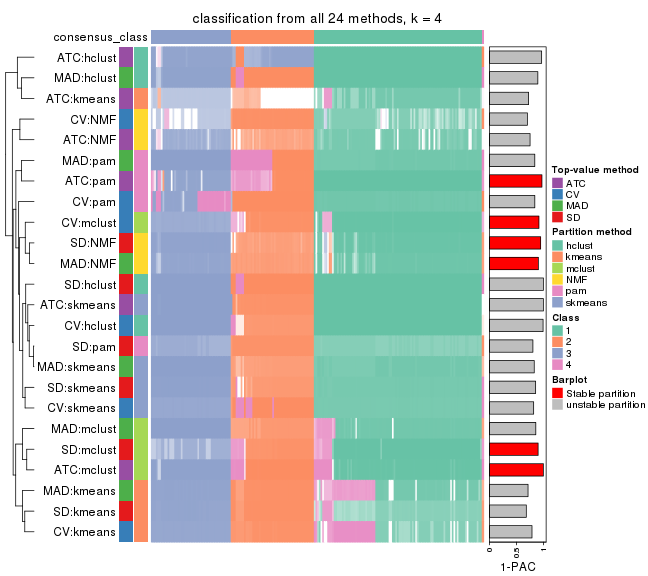 classification from all 24 methods, k = 4
consensus_class
ATC:hclust
MAD:hclust
ATC:kmeans
CV:NMF
ATC:NMF
MAD:pam
ATC:pam
CV:pam
CV:mclust
SD:NMF
MAD:NMF
SD:hclust
ATC:skmeans
CV:hclust
SD:pam
MAD:skmeans
SD:skmeans
CV:skmeans
MAD:mclust
SD:mclust
ATC:mclust
MAD:kmeans
SD:kmeans
CV:kmeans
0
0.5
1
1-PAC
Top-value method
ATC
CV
MAD
SD
Partition method
hclust
kmeans
mclust
NMF
pam
skmeans
Class
1
2
3
4
Barplot
Stable partition
unstable partition